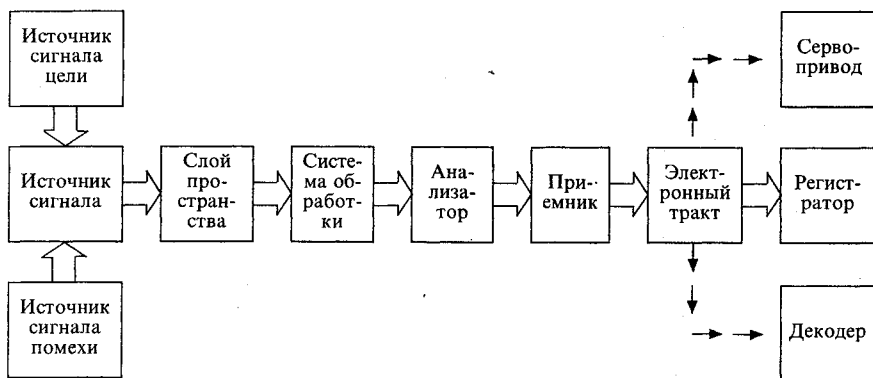 Источник
сигнала
цели
Серво-
привод
Источник
сигнала
Слой
про-
стран-
ства
Систе-
ма об-
работ-
ки
Ана-
лиза-
тор
При-
емник
Элект-
ронный
тракт
Регист-
ратор
Источник
сигнала
помехи
Декодер